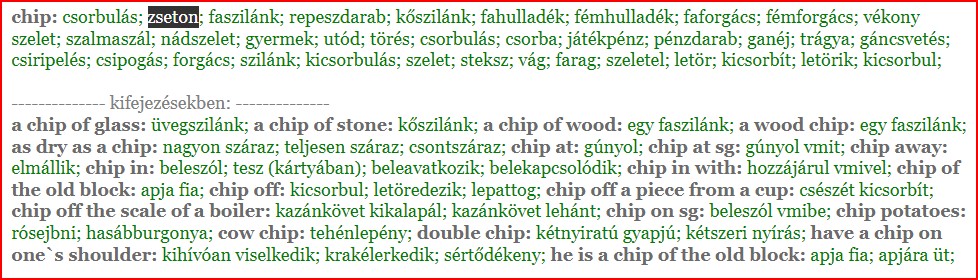 chip: csorbulás; zseton; faszilánk; repeszdarab; kőszilánk; fahulladék; fémhulladék; faforgács; fémforgács; vékony
szelet; szalmaszál; nádszelet; gyermek; utód; törés; csorbulás; csorba; játékpénz; pénzdarab; ganéj; trágya; gáncsvetés;
csiripelés; csipogás; forgács; szilánk; kicsorbulás; szelet; steksz; vág; farag; szeletel; letör; kicsorbít; letörik; kicsorbul;
-------------- kifejezésekben: --------------
a chip of glass: üvegszilánk; a chip of stone: kőszilánk; a chip of wood: egy faszilánk; a wood chip: egy faszilánk;
as dry as a chip: nagyon száraz; teljesen száraz; csontszáraz; chip at: gúnyol; chip at sg: gúnyol vmit; chip away:
elmállik; chip in: beleszól; tesz (kártyában); beleavatkozik; belekapcsolódik; chip in with: hozzájárul vmivel; chip of
the old block: apja fia; chip off: kicsorbul; letöredezik; lepattog; chip off a piece from a cup: csészét kicsorbít;
chip off the scale of a boiler: kazánkövet kikalapál; kazánkövet lehánt; chip on sg: beleszól vmibe; chip potatoes:
rósejbni; hasábburgonya; cow chip: tehénlepény; double chip: kétnyiratú gyapjú; kétszeri nyírás; have a chip on
one`s shoulder: kihívóan viselkedik; krakélerkedik; sértődékeny; he is a chip of the old block: apja fia; apjára üt;